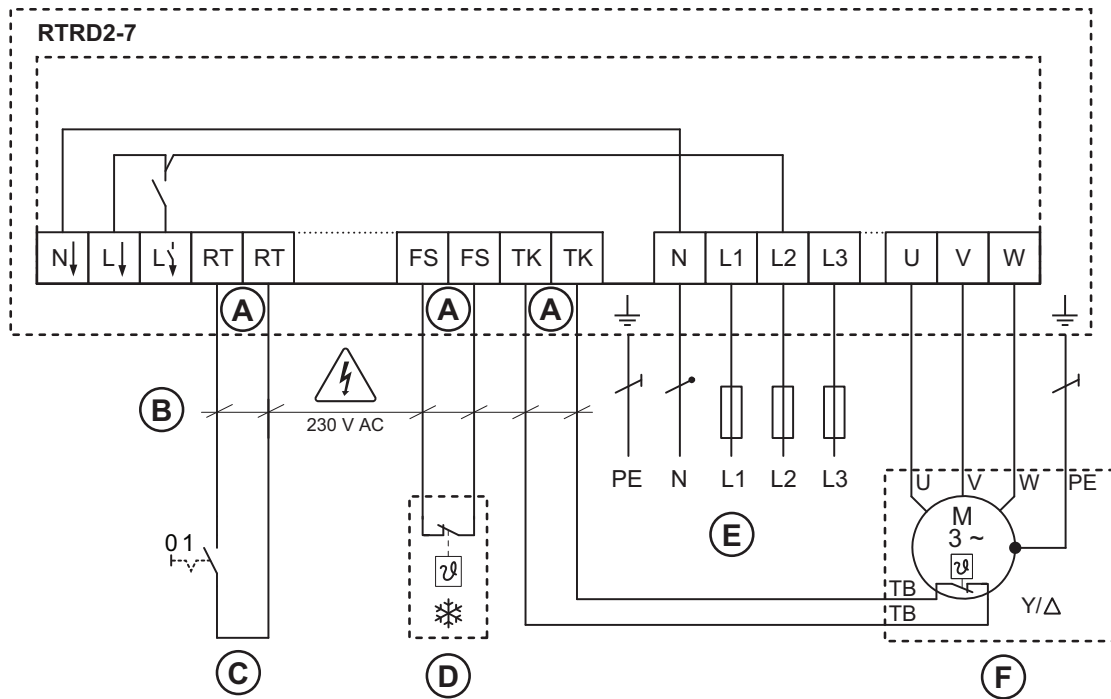 RTRD2-7
N L L RT RT FS FS TK TK N L1 L2 L3 U V W
A A A
B
230 V AC
PE N L1 L2 L3
U V W PE
M
3 ~
ϑ
0 1
ϑ
E
TB
TB
Y/Δ
C D F